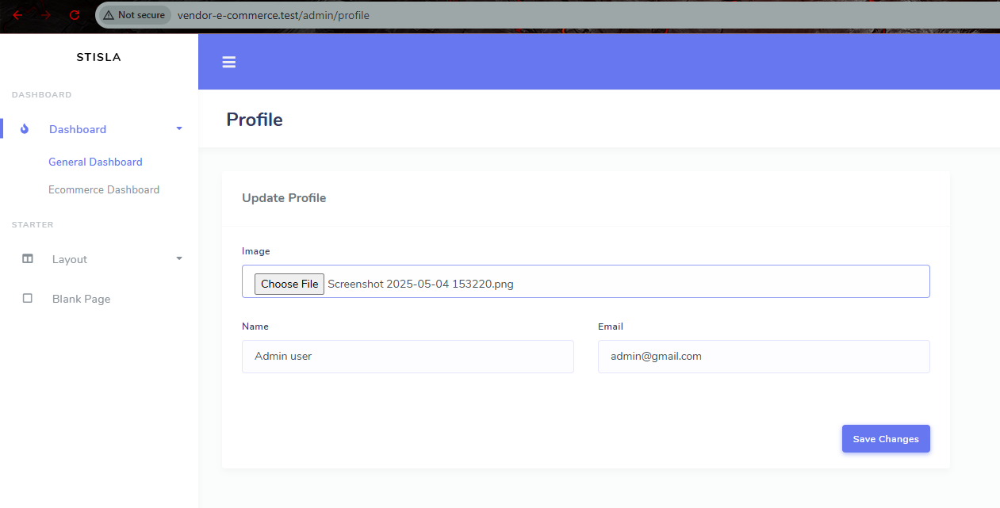 Not secure vendor-e-commerce.test/admin/profile
STISLA
DASHBOARD
Dashboard
General Dashboard
Ecommerce Dashboard
STARTER
Layout
Blank Page
Profile
Update Profile
Image
Choose File Screenshot 2025-05-04 153220.png
Name
Admin user
Email
admin@gmail.com
Save Changes